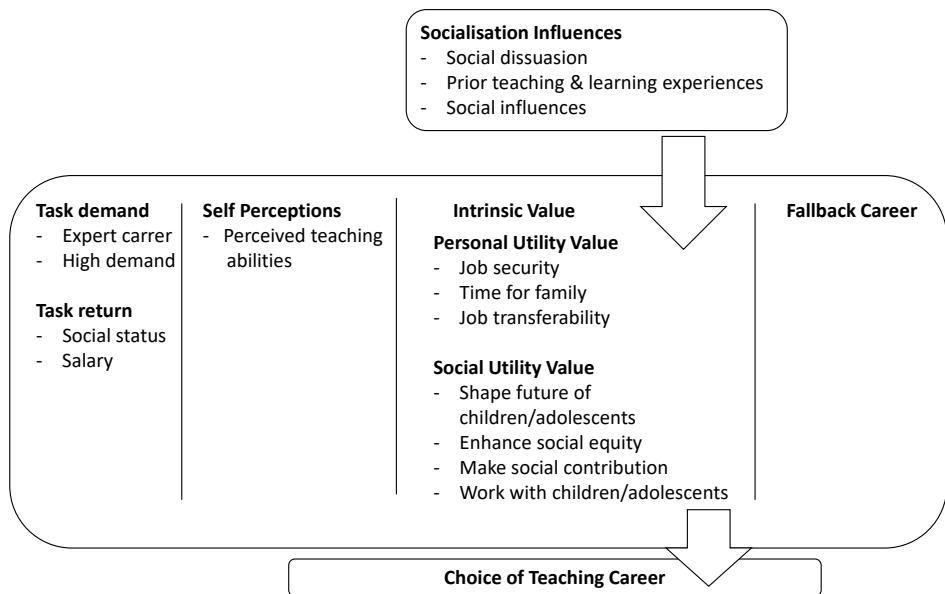 Socialisation Influences
- Social dissuasion
- Prior teaching & learning experiences
- Social influences
Task demand
- Expert carrer
- High demand
Task return
- Social status
- Salary
Self Perceptions
- Perceived teaching
abilities
Intrinsic Value
Personal Utility Value
- Job security
- Time for family
- Job transferability
Social Utility Value
- Shape future of
children/adolescents
- Enhance social equity
- Make social contribution
- Work with children/adolescents
Fallback Career
Choice of Teaching Career